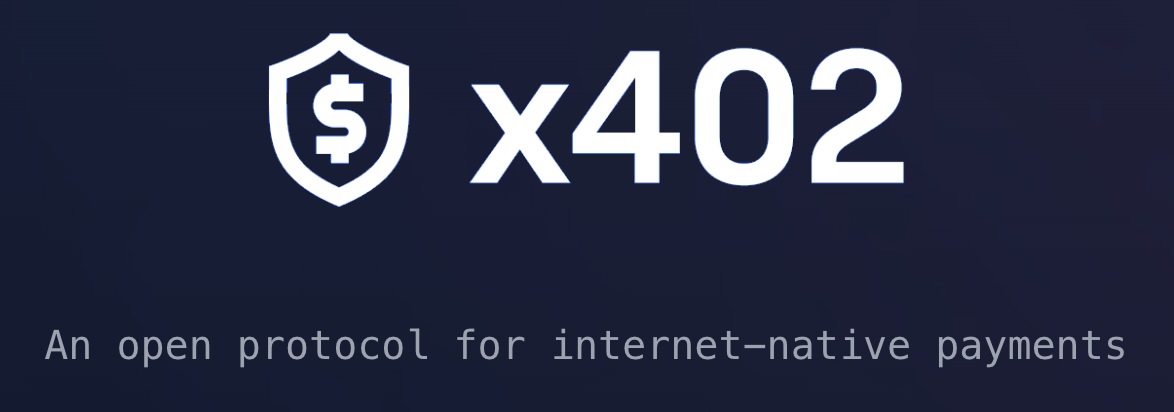 x402
An open protocol for internet-native payments